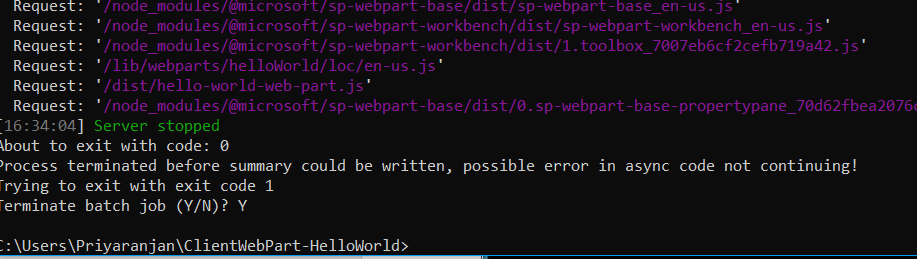 Request: '/node_modules/@microsoft/sp-webpart-base/dist/sp-webpart-base_en-us.js'
Request: '/node_modules/@microsoft/sp-webpart-workbench/dist/sp-webpart-workbench_en-us.js
Request: '/node_modules/@microsoft/sp-webpart-workbench/dist/1.toolbox_7007eb6cf2cefb719a42.js'
Request: '/lib/webparts/helloWorld/loc/en-us.js'
Request: '/dist/hello-world-web-part.js'
Request: '/node_modules/@microsoft/sp-webpart-base/dist/0.sp-webpart-base-propertypane_70d62fbea2076
[16:34:04] Server stopped
About to exit with code: 0
Process terminated before summary could be written, possible error in async code not continuing!
Trying to exit with exit code 1
Terminate batch job (Y/N)? Y
C:\Users\Priyaranjan\ClientWebPart-HelloWorld>